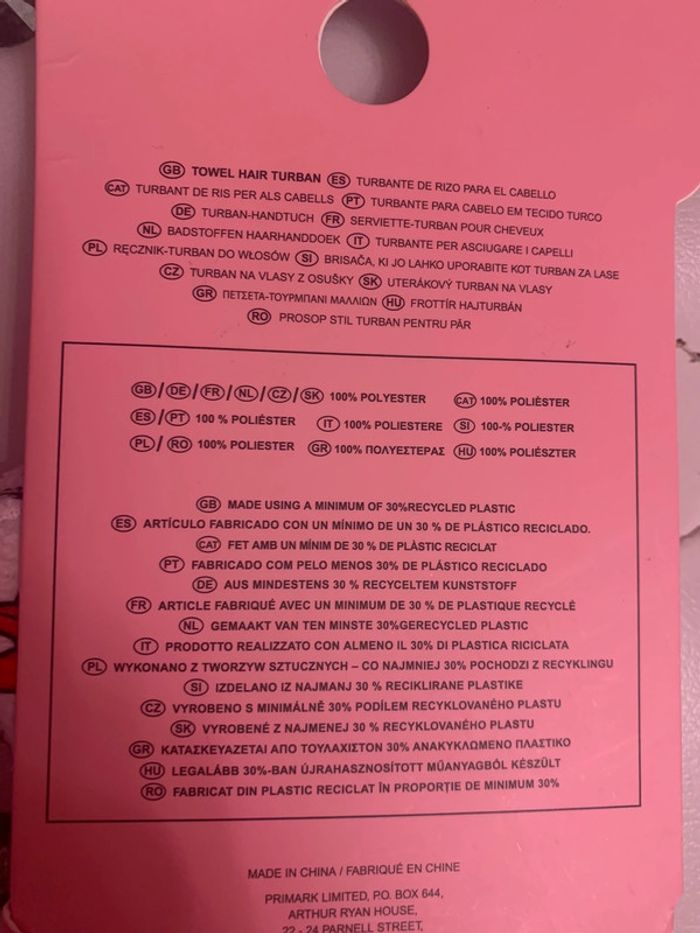 GB TOWEL HAIR TURBAN ES TURBANTE DE RIZO PARA EL CABELLO
CAT TURBANT DE RIS PER ALS CABELLS PT TURBANTE PARA CABELO EM TECIDO TURCO
DE TURBAN-HANDTUCH FR SERVIETTE-TURBAN POUR CHEVEUX
NL BADSTOFFEN HAARHANDDOEK IT TURBANTE PER ASCIUGARE I CAPELLI
PL RĘCZNIK-TURBAN DO WŁOSÓW SI BRISAČA, KI JO LAHKO UPORABITE KOT TURBAN ZA LASE
CZ TURBAN NA VLASY Z OSUŠKY SK UTERÁKOVÝ TURBAN NA VLASY
GR ΠΕΤΣΕΤΑ-ΤΟΥΡΜΠΑΝΙ ΜΑΛΛΙΩΝ HU FROTTÍR HAJTURBÁN
RO PROSOP STIL TURBAN PENTRU PĂR
GB/DE/FR/NL/CZ/SK 100% POLYESTER CAT 100% POLIÈSTER
ES/PT 100 % POLIÉSTER IT 100% POLIESTERE SI 100-% POLIESTER
PL/RO 100% POLIESTER GR 100% ΠΟΛΥΕΣΤΕΡΑΣ HU 100% POLIÉSZTER
GB MADE USING A MINIMUM OF 30%RECYCLED PLASTIC
ES ARTÍCULO FABRICADO CON UN MÍNIMO DE UN 30 % DE PLÁSTICO RECICLADO.
CAT FET AMB UN MÍNIM DE 30 % DE PLÀSTIC RECICLAT
PT FABRICADO COM PELO MENOS 30% DE PLÁSTICO RECICLADO
DE AUS MINDESTENS 30 % RECYCELTEM KUNSTSTOFF
FR ARTICLE FABRIQUÉ AVEC UN MINIMUM DE 30 % DE PLASTIQUE RECYCLÉ
NL GEMAAKT VAN TEN MINSTE 30%GERECYCLED PLASTIC
IT PRODOTTO REALIZZATO CON ALMENO IL 30% DI PLASTICA RICICLATA
PL WYKONANO Z TWORZYW SZTUCZNYCH – CO NAJMNIEJ 30% POCHODZI Z RECYKLINGU
SI IZDELANO IZ NAJMANJ 30 % RECIKLIRANE PLASTIKE
CZ VYROBENO S MINIMÁLNĚ 30% PODÍLEM RECYKLOVANÉHO PLASTU
SK VYROBENÉ Z NAJMENEJ 30 % RECYKLOVANÉHO PLASTU
GR ΚΑΤΑΣΚΕΥΑΖΕΤΑΙ ΑΠΟ ΤΟΥΛΑΧΙΣΤΟΝ 30% ΑΝΑΚΥΚΛΩΜΕΝΟ ΠΛΑΣΤΙΚΟ
HU LEGALÁBB 30%-BAN ÚJRAHASZNOSÍTOTT MŰANYAGBÓL KÉSZÜLT
RO FABRICAT DIN PLASTIC RECICLAT ÎN PROPORȚIE DE MINIMUM 30%
MADE IN CHINA / FABRIQUÉ EN CHINE
PRIMARK LIMITED, P.O. BOX 644,
ARTHUR RYAN HOUSE,
22 - 24 PARNELL STREET,